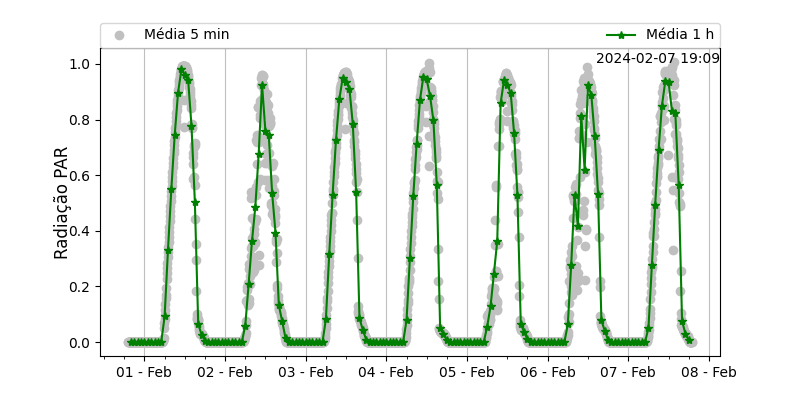 Média 5 min
Média 1 h
2024-02-07 19:09
Radiação PAR
1.0
0.8
0.6
0.4
0.2
0.0
01 - Feb
02 - Feb
03 - Feb
04 - Feb
05 - Feb
06 - Feb
07 - Feb
08 - Feb